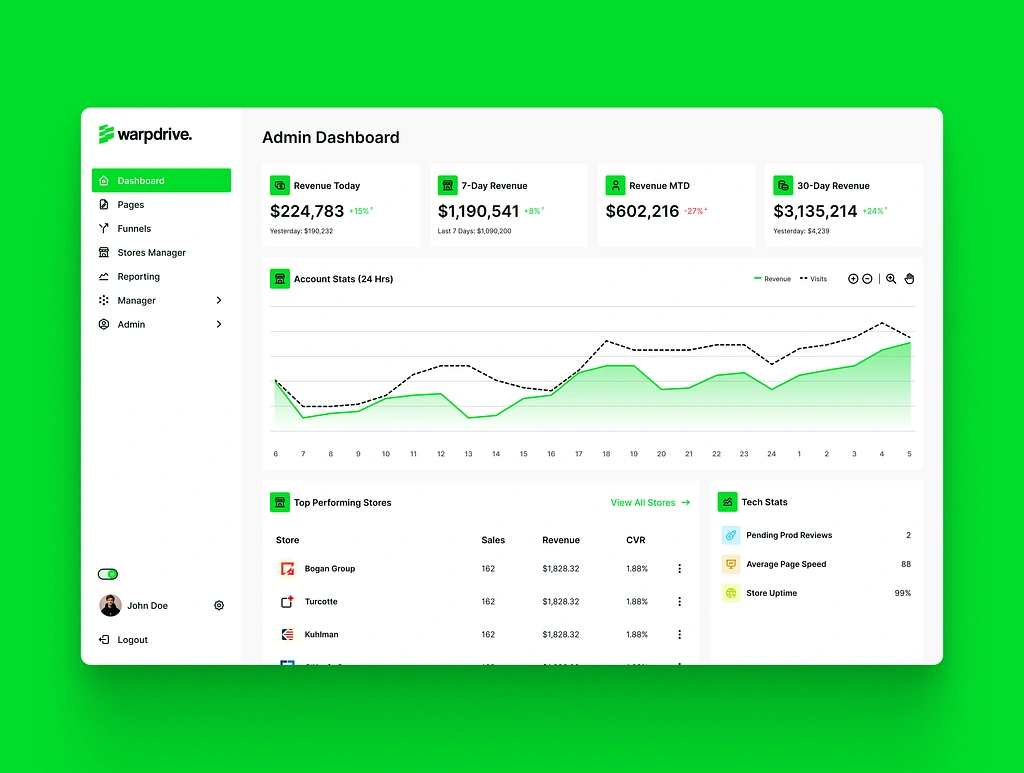 warpdrive.
Dashboard
Pages
Funnels
Stores Manager
Reporting
Manager
Admin
John Doe
Logout
Admin Dashboard
Revenue Today
$224,783 +15%
Yesterday: $190,232
7-Day Revenue
$1,190,541 +8%
Last 7 Days: $1,090,200
Revenue MTD
$602,216 -27%
30-Day Revenue
$3,135,214 +24%
Yesterday: $4,239
Account Stats (24 Hrs)
Revenue Visits
6 7 8 9 10 11 12 13 14 15 16 17 18 19 20 21 22 23 24 1 2 3 4 5
Top Performing Stores
View All Stores →
Store Sales Revenue CVR
Bogan Group 162 $1,828.32 1.88%
Turcotte 162 $1,828.32 1.88%
Kuhlman 162 $1,828.32 1.88%
Tech Stats
Pending Prod Reviews 2
Average Page Speed 88
Store Uptime 99%